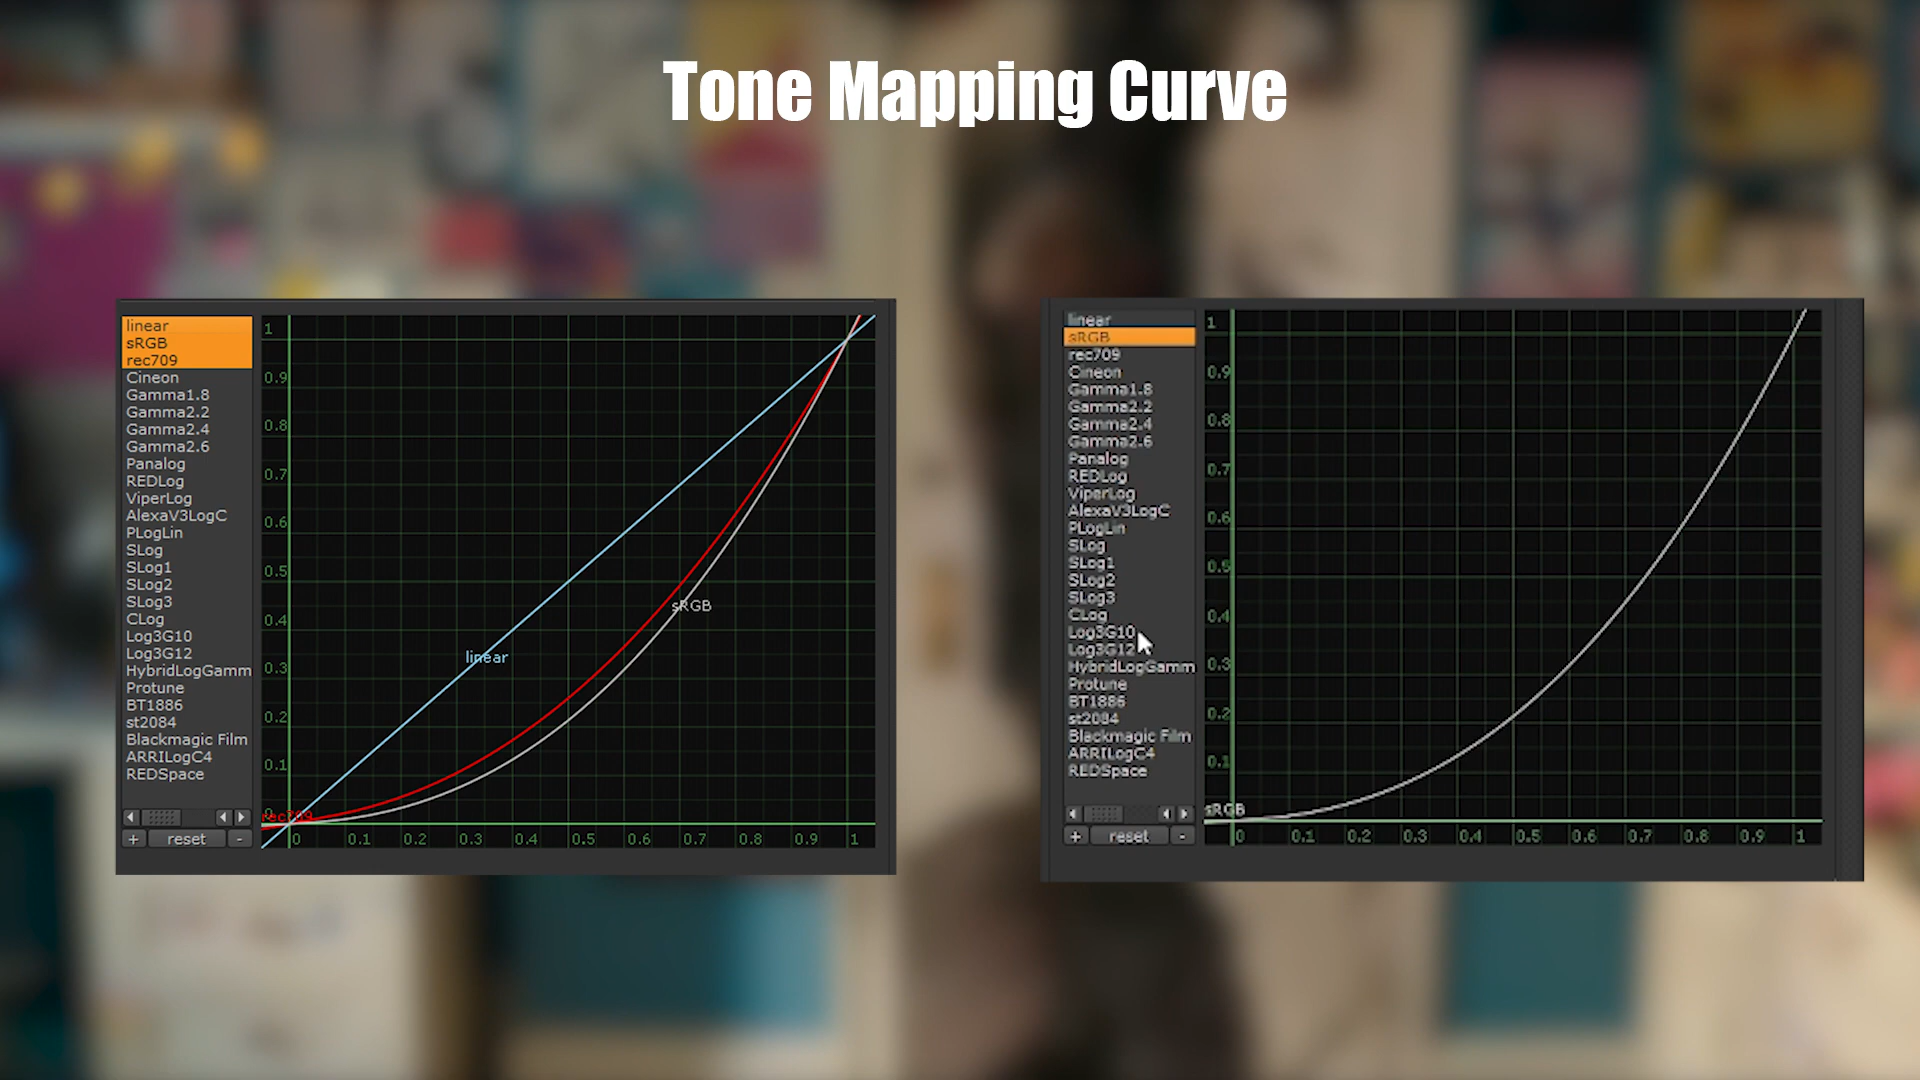 Tone Mapping Curve
linear
sRGB
rec709
Cineon
Gamma1.8
Gamma2.2
Gamma2.4
Gamma2.6
Panalog
REDLog
ViperLog
AlexaV3LogC
PLogLin
SLog
SLog1
SLog2
SLog3
CLog
Log3G10
Log3G12
HybridLogGamm
Protune
BT1886
st2084
Blackmagic Film
ARRILogC4
REDSpace
+ reset -
1
0.9
0.8
0.7
0.6
0.5
0.4
0.3
0.2
0.1
0
linear
sRGB
rec709
0 0.1 0.2 0.3 0.4 0.5 0.6 0.7 0.8 0.9 1
linear
sRGB
rec709
Cineon
Gamma1.8
Gamma2.2
Gamma2.4
Gamma2.6
Panalog
REDLog
ViperLog
AlexaV3LogC
PLogLin
SLog
SLog1
SLog2
SLog3
CLog
Log3G10
Log3G12
HybridLogGamm
Protune
BT1886
st2084
Blackmagic Film
ARRILogC4
REDSpace
+ reset -
1
0.9
0.8
0.7
0.6
0.5
0.4
0.3
0.2
0.1
sRGB
0 0.1 0.2 0.3 0.4 0.5 0.6 0.7 0.8 0.9 1